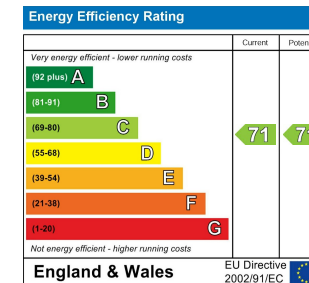 Energy Efficiency Rating
Current
Very energy efficient - lower running costs
(92 plus) A
(81-91) B
(69-80) C
71
(55-68) D
(39-54) E
(21-38) F
(1-20) G
Not energy efficient - higher running costs
England & Wales
EU Directive
2002/91/EC